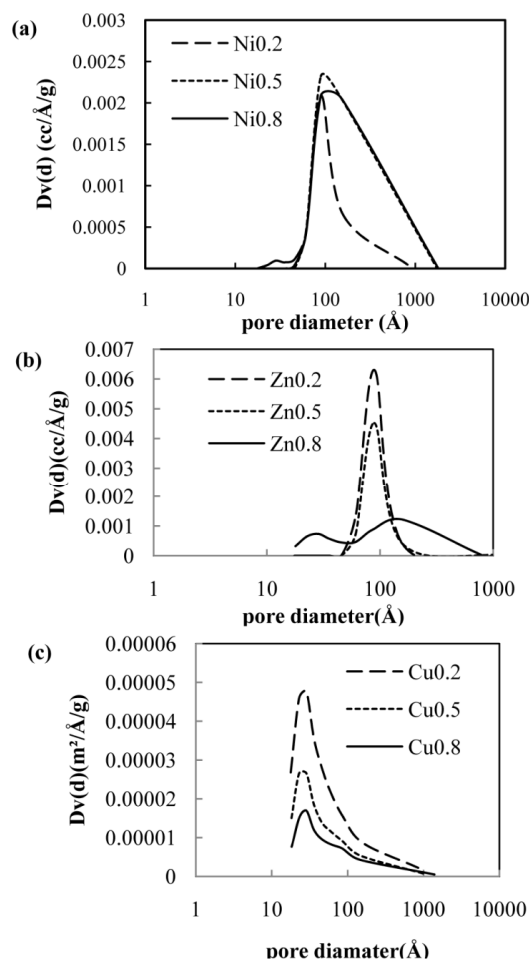 (a)
0.003
0.0025
0.002
0.0015
0.001
0.0005
0
Dv(d) (cc/Å/g)
Ni0.2
Ni0.5
Ni0.8
1 10 100 1000 10000
pore diameter (Å)
(b)
0.007
0.006
0.005
0.004
0.003
0.002
0.001
0
Dv(d)(cc/Å/g)
Zn0.2
Zn0.5
Zn0.8
1 10 100 1000
pore diameter(Å)
(c)
0.00006
0.00005
0.00004
0.00003
0.00002
0.00001
0
Dv(d)(m²/Å/g)
Cu0.2
Cu0.5
Cu0.8
1 10 100 1000 10000
pore diamater(Å)